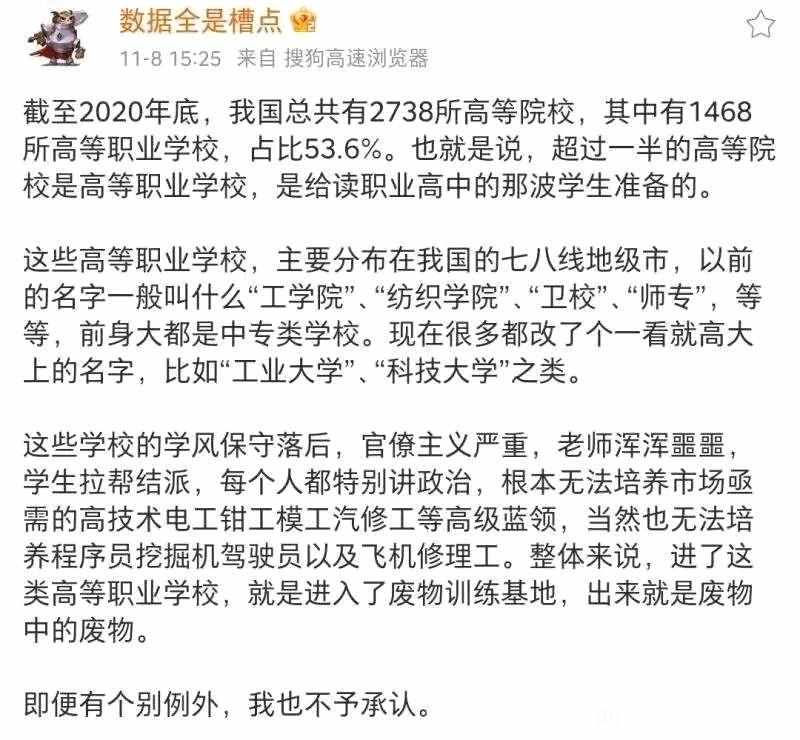 数据全是槽点
11-8 15:25 来自 搜狗高速浏览器
截至2020年底，我国总共有2738所高等院校，其中有1468
所高等职业学校，占比53.6%。也就是说，超过一半的高等院
校是高等职业学校，是给读职业高中的那波学生准备的。
这些高等职业学校，主要分布在我国的七八线地级市，以前
的名字一般叫什么“工学院”、“纺织学院”、“卫校”、“师专”，等
等，前身大都是中专类学校。现在很多都改了个一看就高大
上的名字，比如“工业大学”、“科技大学”之类。
这些学校的学风保守落后，官僚主义严重，老师浑浑噩噩，
学生拉帮结派，每个人都特别讲政治，根本无法培养市场亟
需的高技术电工钳工模工汽修工等高级蓝领，当然也无法培
养程序员挖掘机驾驶员以及飞机修理工。整体来说，进了这
类高等职业学校，就是进入了废物训练基地，出来就是废物
中的废物。
即便有个别例外，我也不予承认。